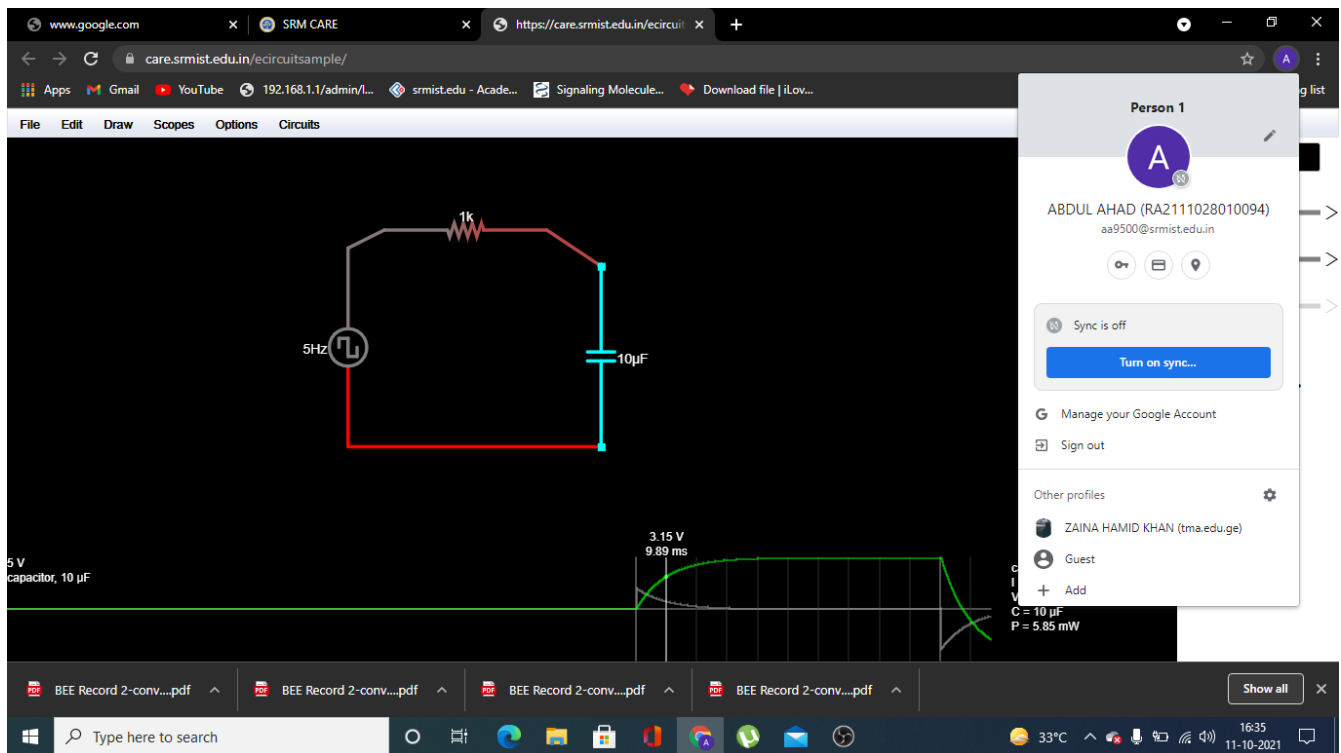 www.google.com
SRM CARE
https://care.srmist.edu.in/ecircuit
care.srmist.edu.in/ecircuitsample/
A
Apps Gmail YouTube 192.168.1.1/admin/l... srmist.edu - Acade... Signaling Molecule... Download file | iLov... g list
File Edit Draw Scopes Options Circuits
Person 1
A
ABDUL AHAD (RA2111028010094)
aa9500@srmist.edu.in
Sync is off
Turn on sync...
G Manage your Google Account
Sign out
Other profiles
ZAINA HAMID KHAN (tma.edu.ge)
Guest
Add
1k
5Hz
10µF
3.15 V
9.89 ms
5 V
capacitor, 10 µF
c
I
V
C = 10 µF
P = 5.85 mW
BEE Record 2-conv....pdf
BEE Record 2-conv....pdf
BEE Record 2-conv....pdf
BEE Record 2-conv....pdf
Show all
Type here to search
33°C
16:35
11-10-2021